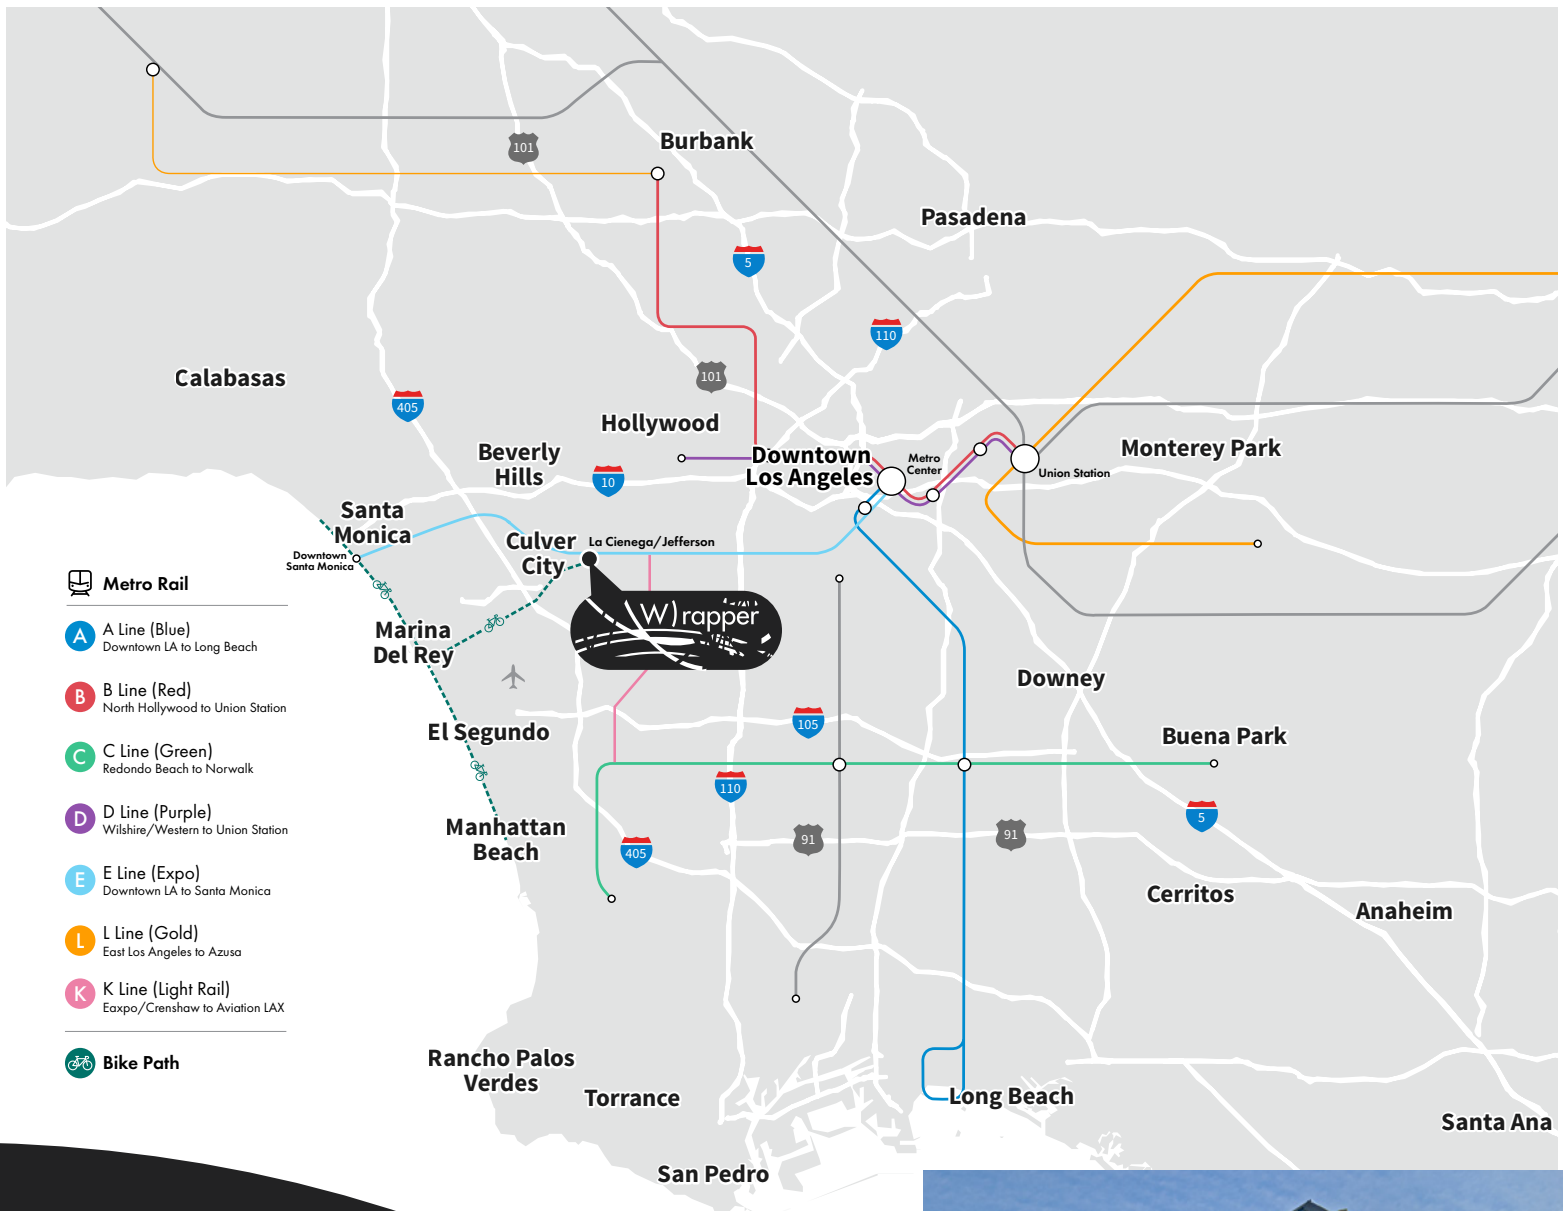 101
Burbank
Pasadena
5
110
101
Calabasas
405
Hollywood
Beverly
Hills
10
Downtown
Los Angeles
Metro
Center
Union Station
Monterey Park
Santa
Monica
Downtown
Santa Monica
Culver
City
La Cienega/Jefferson
W)rapper
Marina
Del Rey
Downey
El Segundo
105
Buena Park
110
5
Manhattan
Beach
405
91
91
Cerritos
Anaheim
Rancho Palos
Verdes
Torrance
Long Beach
Santa Ana
San Pedro
Metro Rail
A
A Line (Blue)
Downtown LA to Long Beach
B
B Line (Red)
North Hollywood to Union Station
C
C Line (Green)
Redondo Beach to Norwalk
D
D Line (Purple)
Wilshire/Western to Union Station
E
E Line (Expo)
Downtown LA to Santa Monica
L
L Line (Gold)
East Los Angeles to Azusa
K
K Line (Light Rail)
Eaxpo/Crenshaw to Aviation LAX
Bike Path